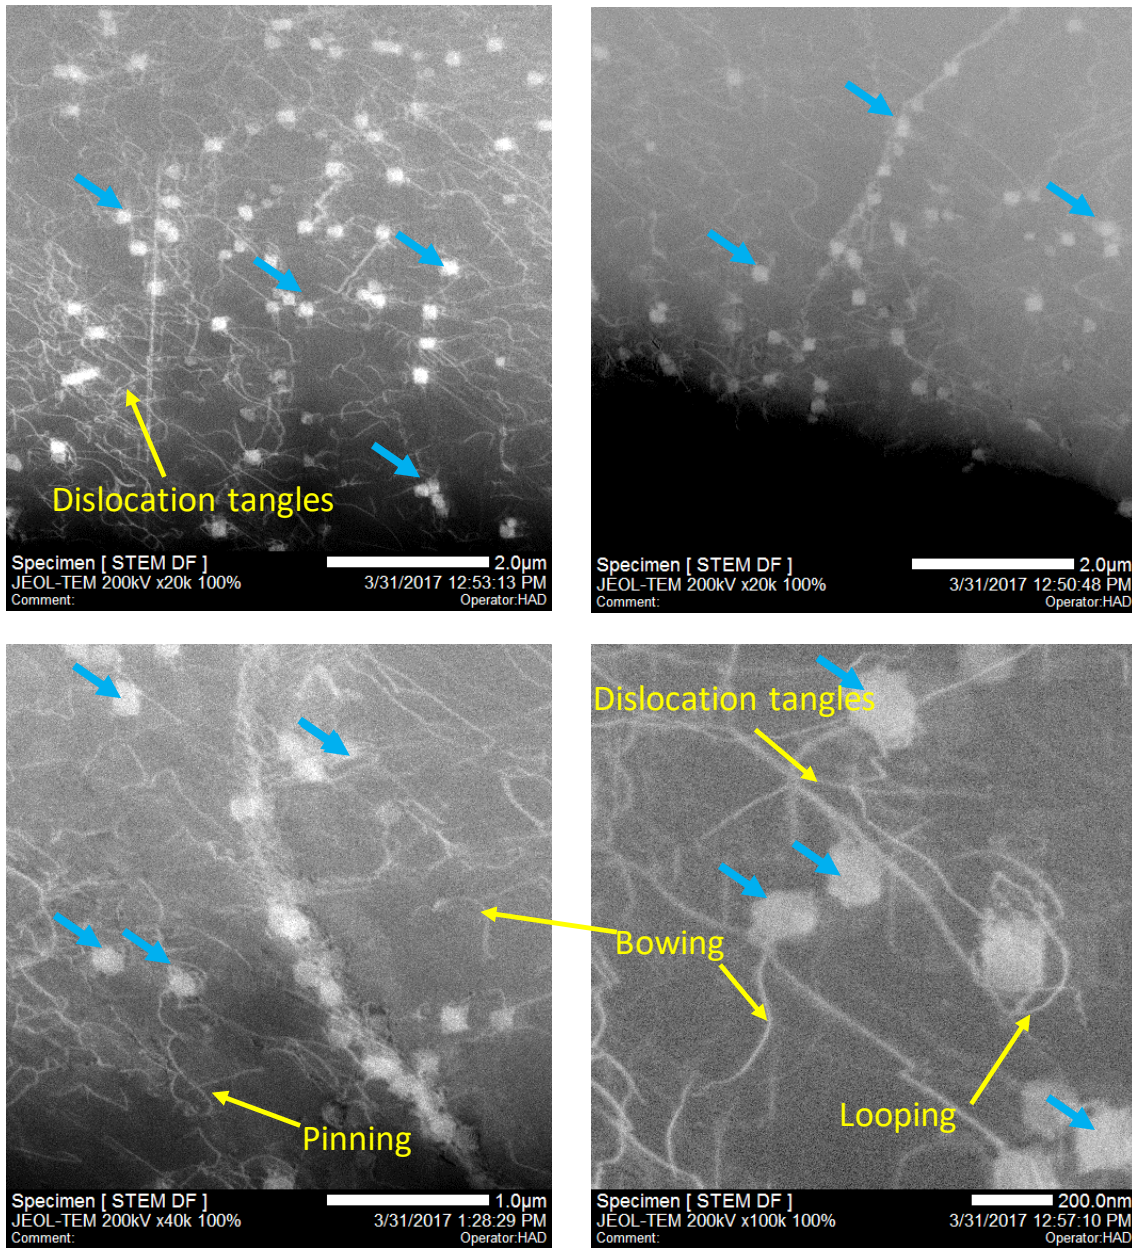 Dislocation tangles
Specimen [ STEM DF ] 2.0µm
JEOL-TEM 200kV x20k 100% 3/31/2017 12:53:13 PM
Comment: Operator:HAD
Specimen [ STEM DF ] 2.0µm
JEOL-TEM 200kV x20k 100% 3/31/2017 12:50:48 PM
Comment: Operator:HAD
Pinning
Specimen [ STEM DF ] 1.0µm
JEOL-TEM 200kV x40k 100% 3/31/2017 1:28:29 PM
Comment: Operator:HAD
Dislocation tangles
Bowing
Looping
Specimen [ STEM DF ] 200.0nm
JEOL-TEM 200kV x100k 100% 3/31/2017 12:57:10 PM
Comment: Operator:HAD